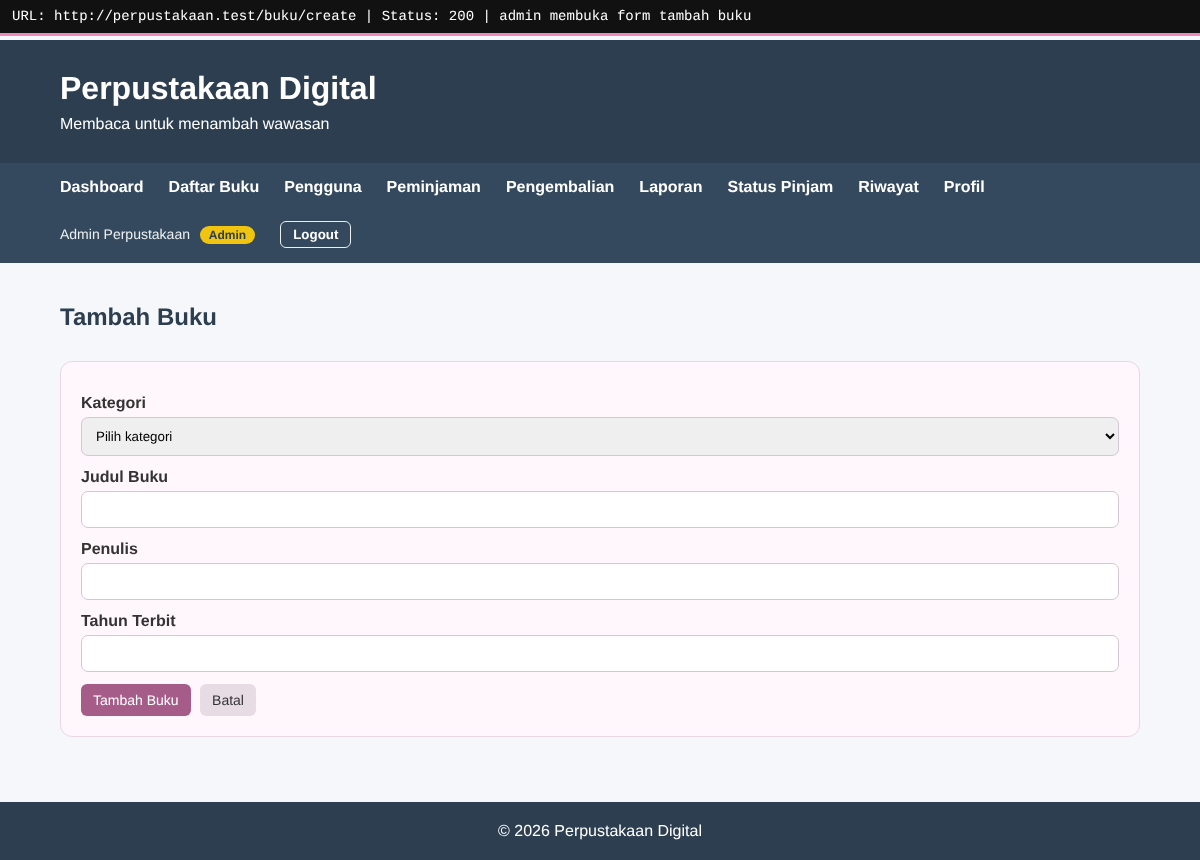 URL: http://perpustakaan.test/buku/create | Status: 200 | admin membuka form tambah buku
Perpustakaan Digital
Membaca untuk menambah wawasan
Dashboard Daftar Buku Pengguna Peminjaman Pengembalian Laporan Status Pinjam Riwayat Profil
Admin Perpustakaan Admin Logout
Tambah Buku
Kategori
Pilih kategori
Judul Buku
Penulis
Tahun Terbit
Tambah Buku Batal
© 2026 Perpustakaan Digital